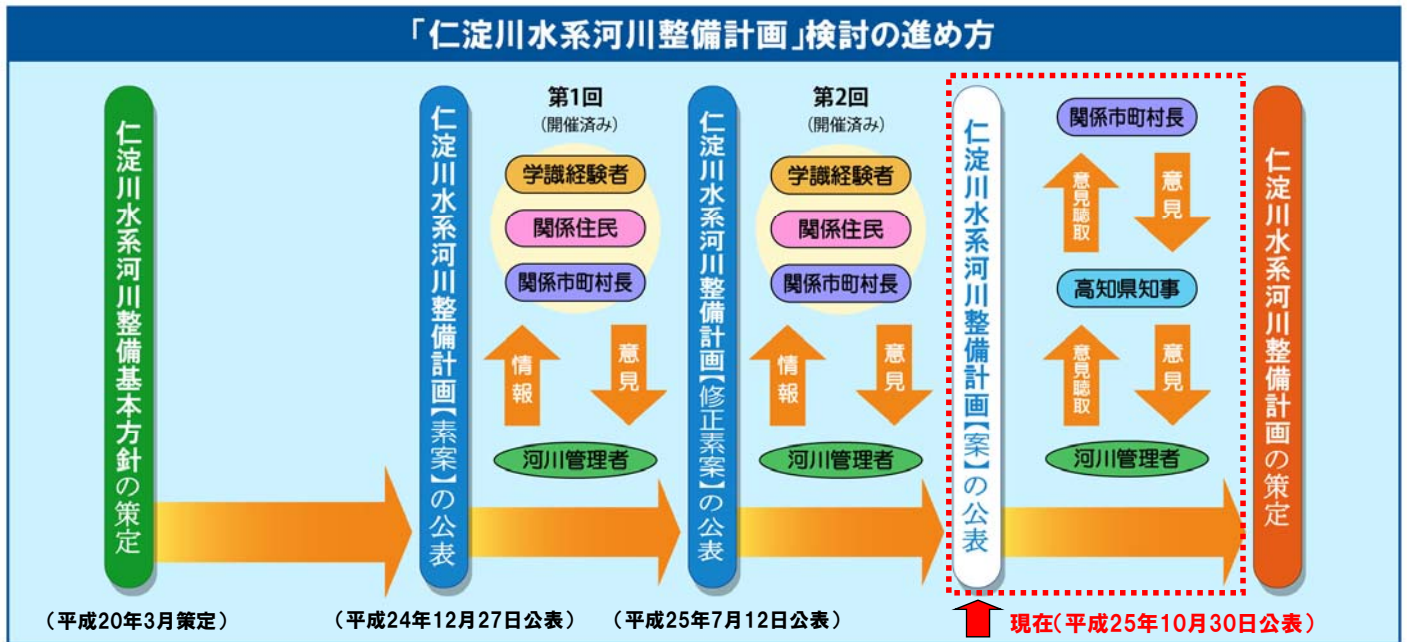 「仁淀川水系河川整備計画」検討の進め方
仁淀川水系河川整備基本方針の策定
（平成20年3月策定）
仁淀川水系河川整備計画【素案】の公表
（平成24年12月27日公表）
第1回
（開催済み）
学識経験者
関係住民
関係市町村長
情報
意見
河川管理者
仁淀川水系河川整備計画【修正素案】の公表
（平成25年7月12日公表）
第2回
（開催済み）
学識経験者
関係住民
関係市町村長
情報
意見
河川管理者
仁淀川水系河川整備計画【案】の公表
現在（平成25年10月30日公表）
関係市町村長
意見聴取
意見
高知県知事
意見聴取
意見
河川管理者
仁淀川水系河川整備計画の策定